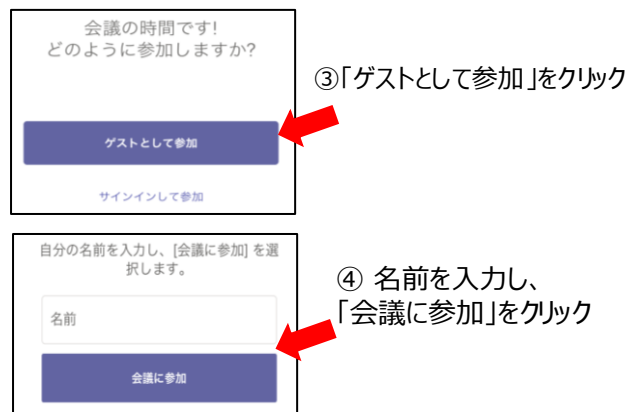 会議の時間です!
どのように参加しますか?
③「ゲストとして参加」をクリック
ゲストとして参加
サインインして参加
自分の名前を入力し、[会議に参加] を選
択します。
④ 名前を入力し、
「会議に参加」をクリック
名前
会議に参加